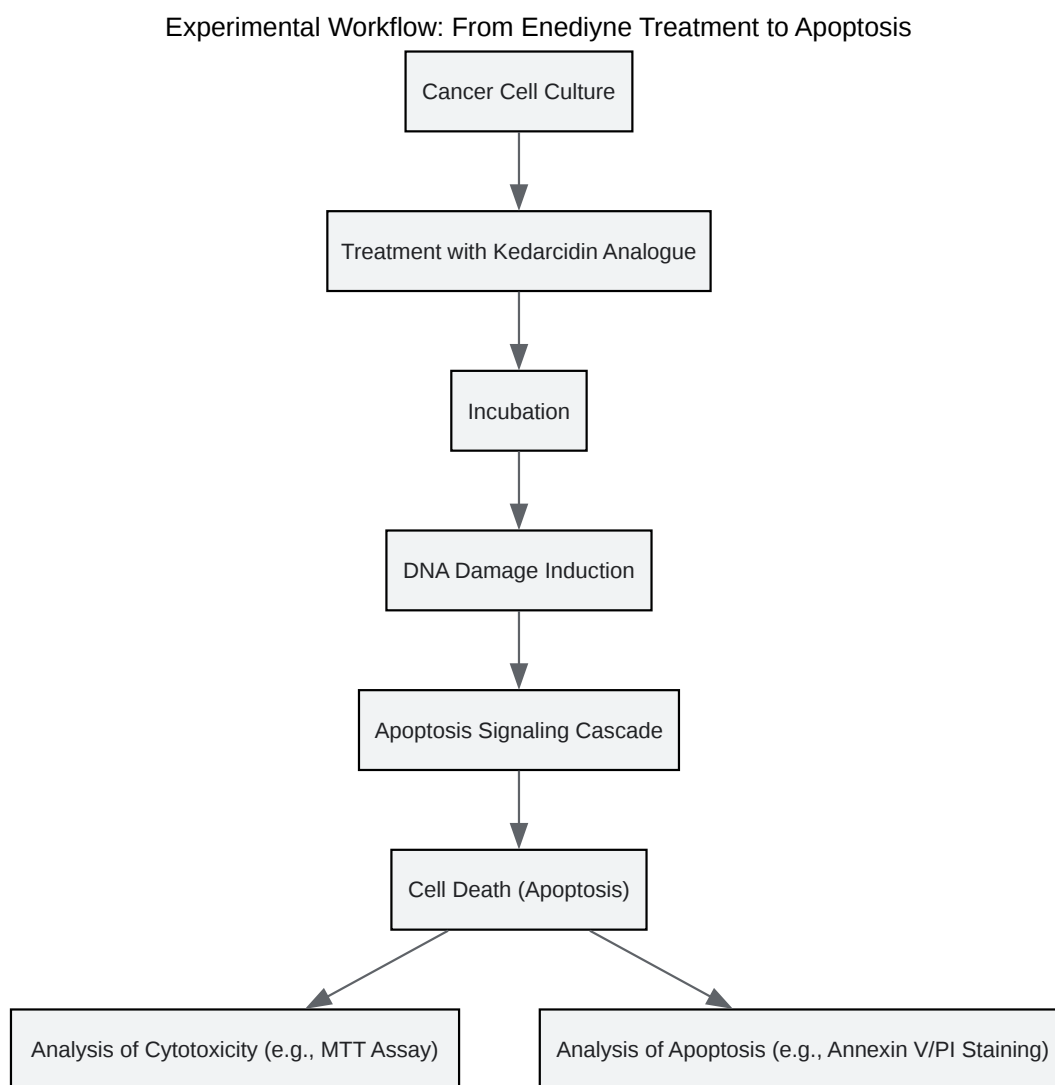 Experimental Workflow: From Enediyne Treatment to Apoptosis
Cancer Cell Culture
Treatment with Kedarcidin Analogue
Incubation
DNA Damage Induction
Apoptosis Signaling Cascade
Cell Death (Apoptosis)
Analysis of Cytotoxicity (e.g., MTT Assay)
Analysis of Apoptosis (e.g., Annexin V/PI Staining)